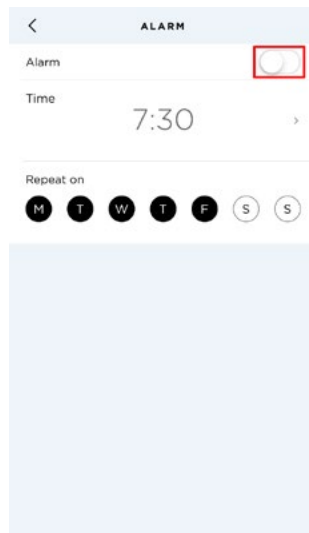 ALARM
Alarm
Time
7:30
Repeat on
M T W T F S S